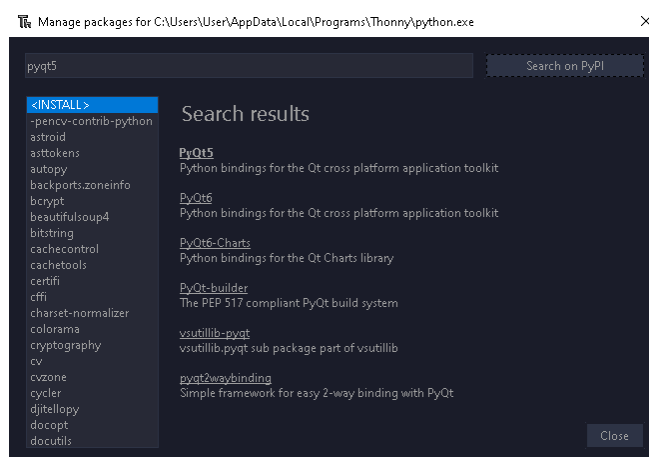 Manage packages for C:\Users\User\AppData\Local\Programs\Thonny\python.exe
pyqt5
Search on PyPI
<INSTALL>
-pencv-contrib-python
astroid
asttokens
autopy
backports.zoneinfo
bcrypt
beautifulsoup4
bitstring
cachecontrol
cachetools
certifi
cffi
charset-normalizer
colorama
cryptography
cv
cvzone
cycler
djitellopy
docopt
docutils
Search results
PyQt5
Python bindings for the Qt cross platform application toolkit
PyQt6
Python bindings for the Qt cross platform application toolkit
PyQt6-Charts
Python bindings for the Qt Charts library
PyQt-builder
The PEP 517 compliant PyQt build system
vsutillib-pyqt
vsutillib.pyqt sub package part of vsutillib
pyqt2waybinding
Simple framework for easy 2-way binding with PyQt
Close